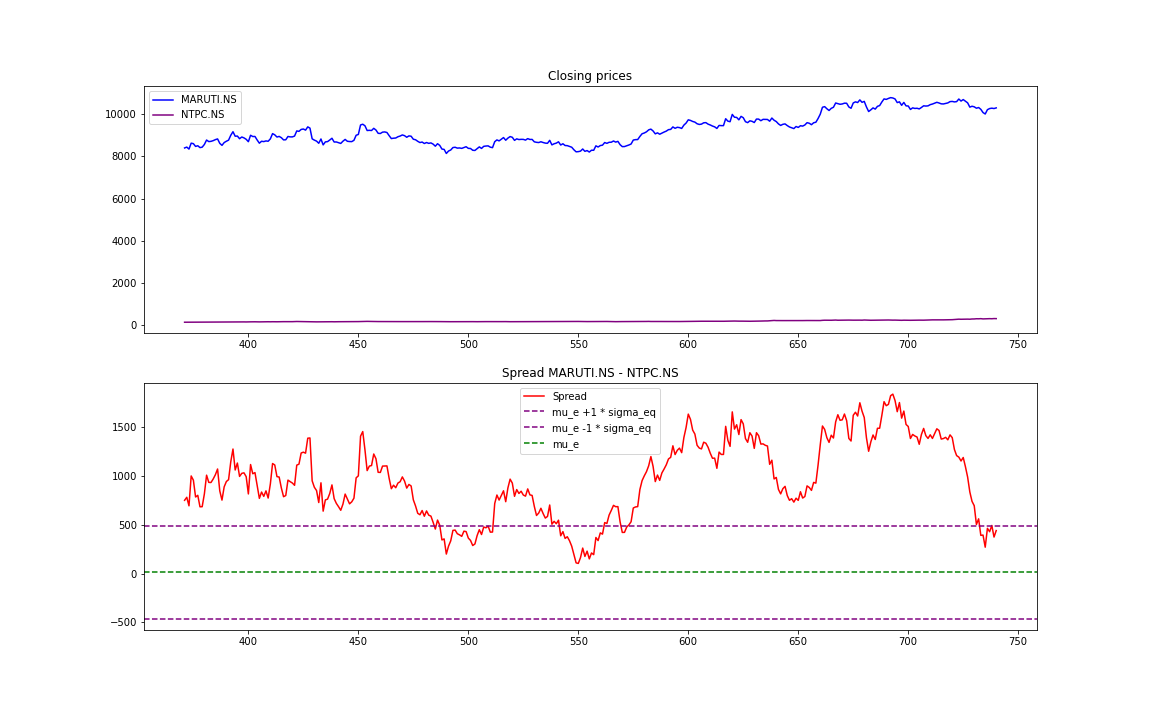 Closing prices
MARUTI.NS
NTPC.NS
10000
8000
6000
4000
2000
0
400 450 500 550 600 650 700 750
Spread MARUTI.NS - NTPC.NS
Spread
mu_e +1 * sigma_eq
mu_e -1 * sigma_eq
mu_e
1500
1000
500
0
−500
400 450 500 550 600 650 700 750